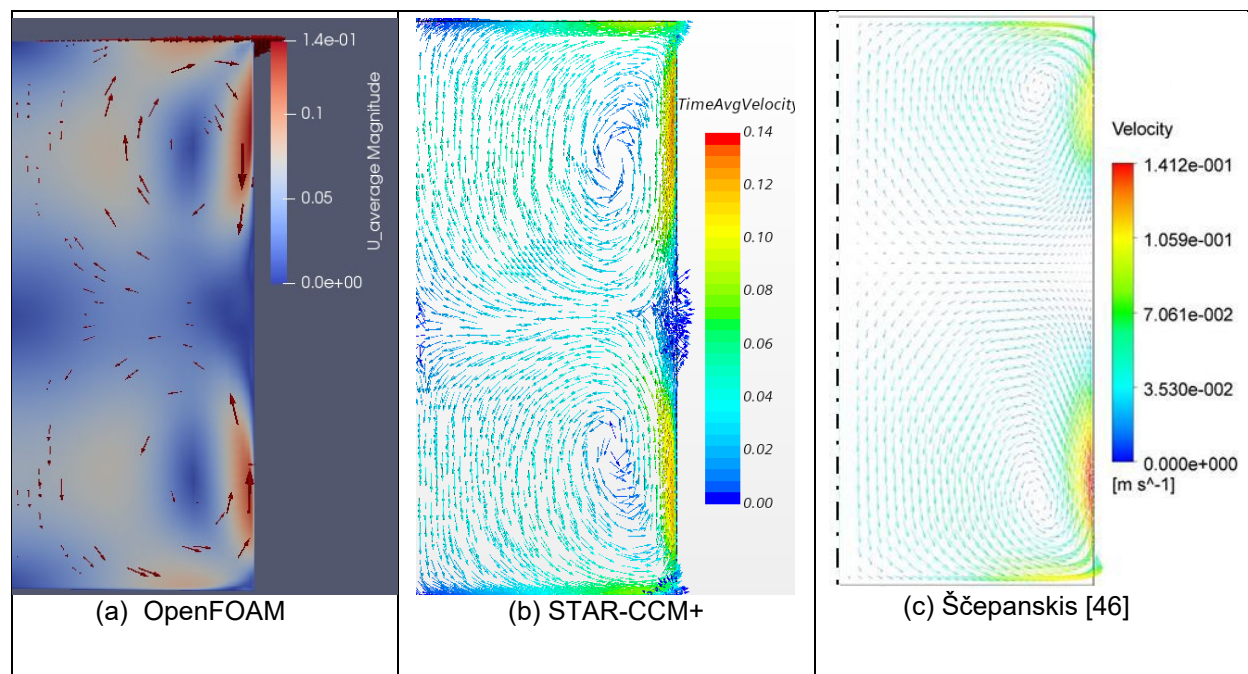 1.4e-01
0.1
0.05
0.0e+00
U_average Magnitude
TimeAvgVelocity
0.14
0.12
0.10
0.08
0.06
0.04
0.02
0.00
Velocity
1.412e-001
1.059e-001
7.061e-002
3.530e-002
0.000e+000
[m s^-1]
(a) OpenFOAM
(b) STAR-CCM+
(c) Ščepanskis [46]